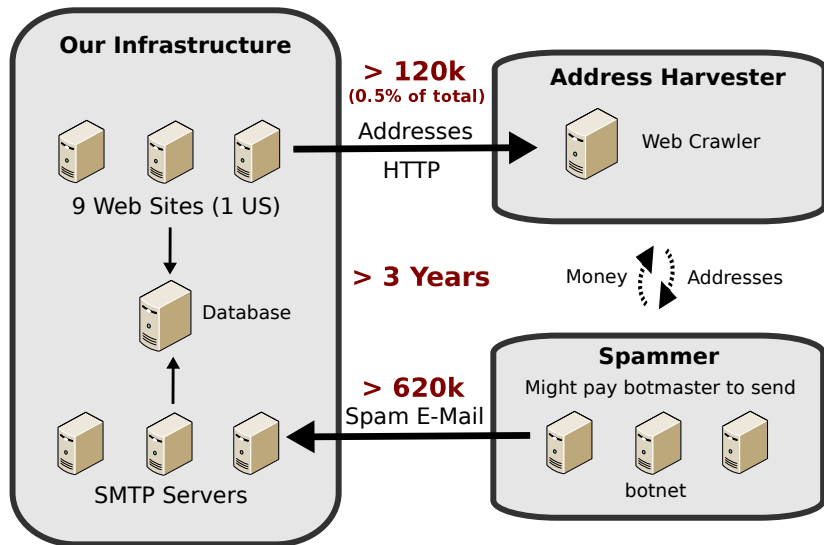 Our Infrastructure
9 Web Sites (1 US)
Database
SMTP Servers
> 120k
(0.5% of total)
Addresses
HTTP
> 3 Years
> 620k
Spam E-Mail
Address Harvester
Web Crawler
Money
Addresses
Spammer
Might pay botmaster to send
botnet